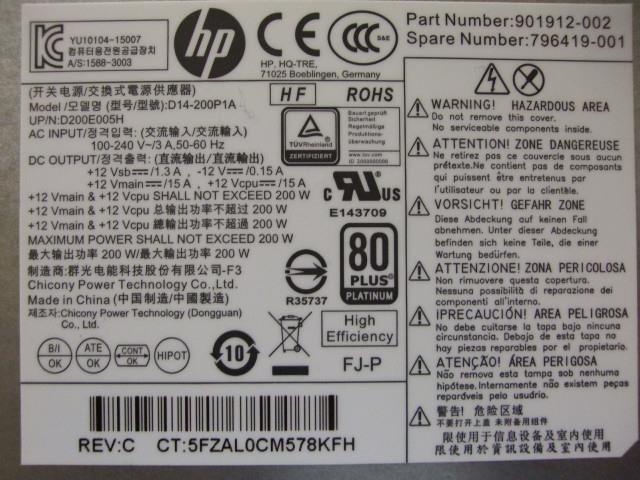 YU10104-15007
컴퓨터용전원공급장치
A/S:1588-3003
hp
CE
CCC
S&E
HP, HQ-TRE,
71025 Boeblingen, Germany
Part Number:901912-002
Spare Number:796419-001
(开关电源/交換式電源供應器)
Model/모델명 (型号/型號):D14-200P1A
UP/N:D200E005H
AC INPUT/정격입력: (交流输入/交流輸入)
100-240 V~/3 A,50-60 Hz
DC OUTPUT/정격출력: (直流输出/直流輸出)
+12 Vsb⎓/1.3 A, -12 V⎓/0.15 A
+12 Vmain⎓/15 A, +12 Vcpu⎓/15 A
+12 Vmain & +12 Vcpu SHALL NOT EXCEED 200 W
+12 Vmain & +12 Vcpu 总输出功率不超过 200 W
+12 Vmain & +12 Vcpu 總輸出功率不超過 200 W
MAXIMUM POWER SHALL NOT EXCEED 200 W
最大输出功率 200 W/最大輸出功率 200 W
制造商:群光电能科技股份有限公司-F3
Chicony Power Technology Co.,Ltd.
Made in China (中国制造/中國製造)
제조자: Chicony Power Technology (Dongguan)
Co., Ltd.
HF
ROHS
TÜVRheinland
ZERTIFIZIERT
Bauart geprüft
Sicherheit
Regelmäßige
Produktions-
überwachung
www.tuv.com
c UR US
E143709
R35737
80
PLUS
PLATINUM
High
Efficiency
FJ-P
B/I
OK
ATE
OK
CONT
OK
HIPOT
10
WARNING! HAZARDOUS AREA
Do not remove this cover.
No serviceable components inside.
ATTENTION! ZONE DANGEREUSE
Ne retirez pas ce couvercle sous aucun
prétexte.Ne contient pas de composants
qui puissent être entretenus par
l'utilisateur ou par la clientèle.
VORSICHT! GEFAHR ZONE
Diese Abdeckung auf keinen Fall
abnehmen. Unter dieser Abdeckung
befinden sich keine Teile, die einer
Wartung bedürfen.
ATTENZIONE! ZONA PERICOLOSA
Non rimuovere questa copertura.
Nessuna possibilità di riparazione dei
componenti all'interno.
¡PRECAUCIÓN! ÁREA PELIGROSA
No debe cuitarse la tapa bajo ninguna
circunstancia. Debajo de esta tapa no
hay piezas reparables por el propietario.
ATENÇÃO! ÁREA PERIGOSA
Não remover esta tampa sob nenhuma
hipótese.Internamente não existem peças
reparáveis pelo usuário.
警告! 危险区域
不要打开上盖 未附备用组件
限使用于信息设备及室内使用
限使用於資訊設備及室內使用
REV:C CT:5FZAL0CM578KFH